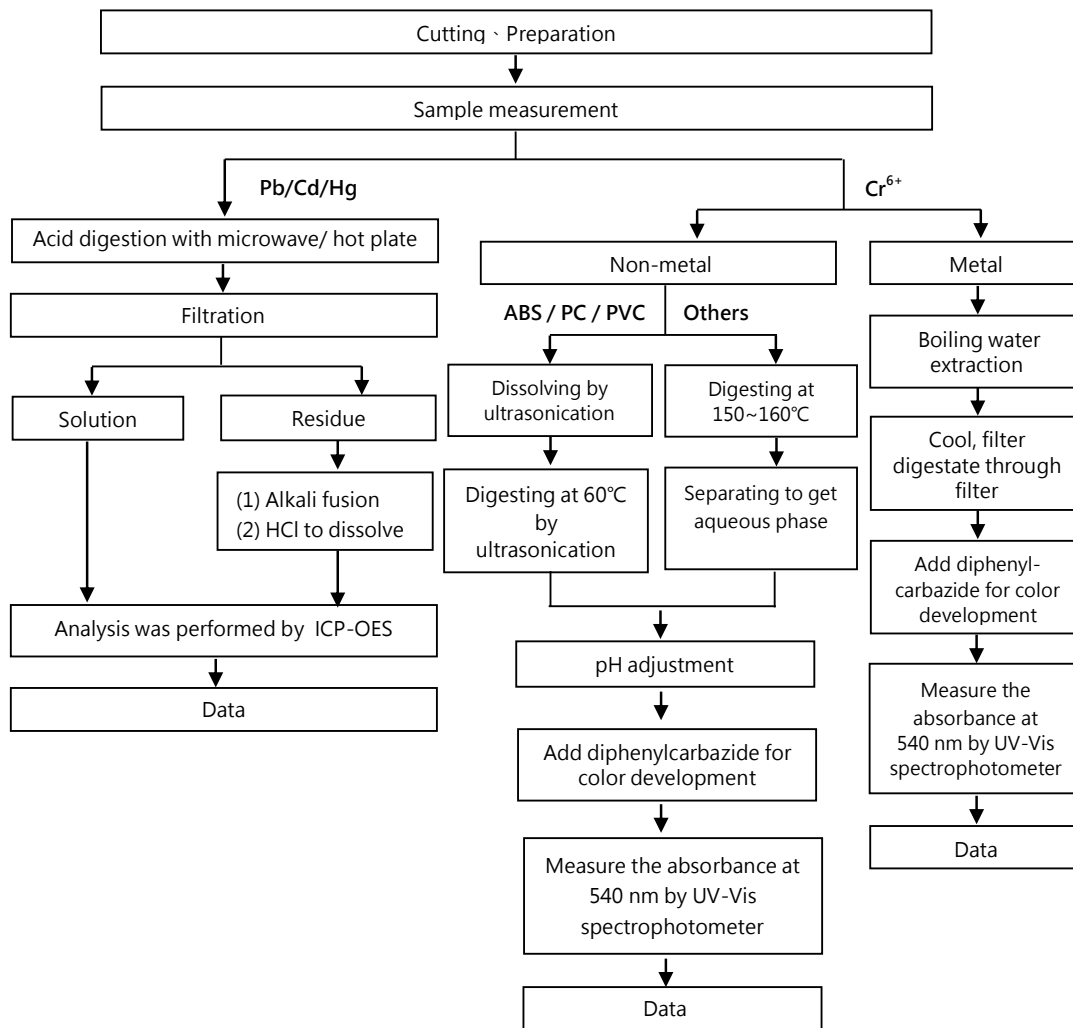 Cutting、Preparation
Sample measurement
Pb/Cd/Hg
Acid digestion with microwave/ hot plate
Filtration
Solution
Residue
(1) Alkali fusion
(2) HCl to dissolve
Analysis was performed by ICP-OES
Data
Cr⁶⁺
Non-metal
ABS / PC / PVC
Others
Dissolving by
ultrasonication
Digesting at 60℃
by
ultrasonication
Digesting at
150~160℃
Separating to get
aqueous phase
pH adjustment
Add diphenylcarbazide for
color development
Measure the absorbance at
540 nm by UV-Vis
spectrophotometer
Data
Metal
Boiling water
extraction
Cool, filter
digestate through
filter
Add diphenyl-
carbazide for color
development
Measure the
absorbance at
540 nm by UV-Vis
spectrophotometer
Data